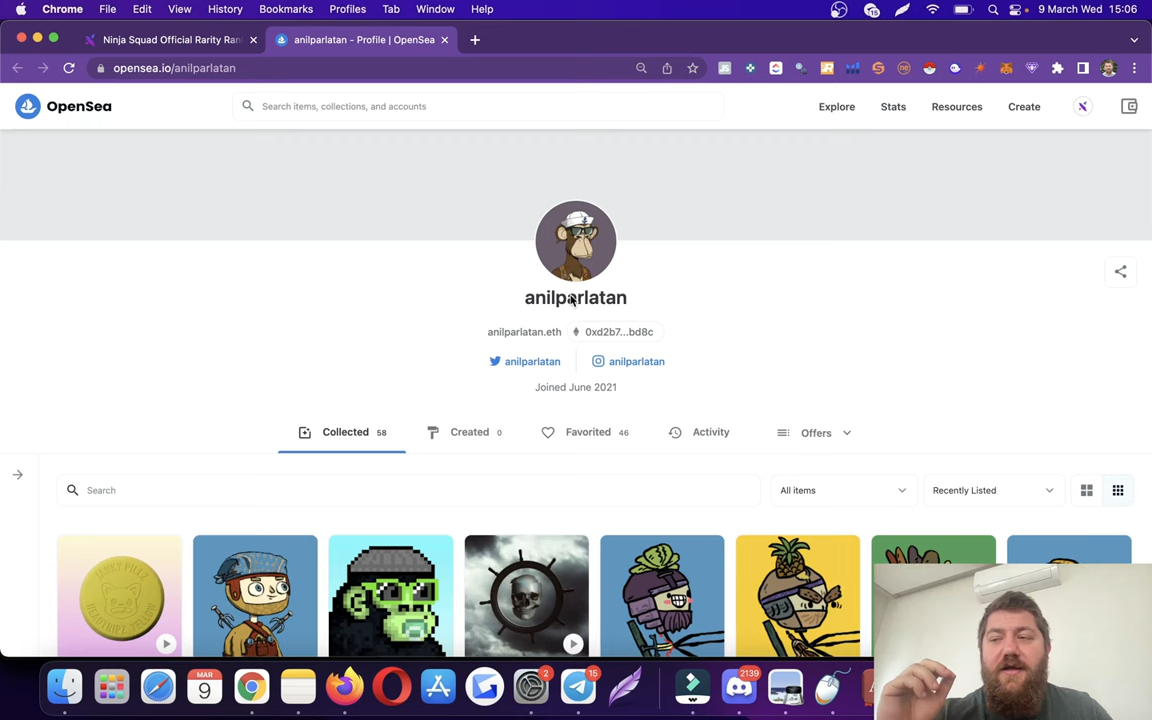 Chrome File Edit View History Bookmarks Profiles Tab Window Help 15 9 March Wed 15:06
Ninja Squad Official Rarity Ran
anilparlatan - Profile | OpenSea
opensea.io/anilparlatan
OpenSea
Search items, collections, and accounts
Explore Stats Resources Create
anilparlatan
anilparlatan.eth 0xd2b7...bd8c
anilparlatan anilparlatan
Joined June 2021
Collected 58 Created 0 Favorited 46 Activity Offers
Search All items Recently Listed
MAR
9 2 15 2139